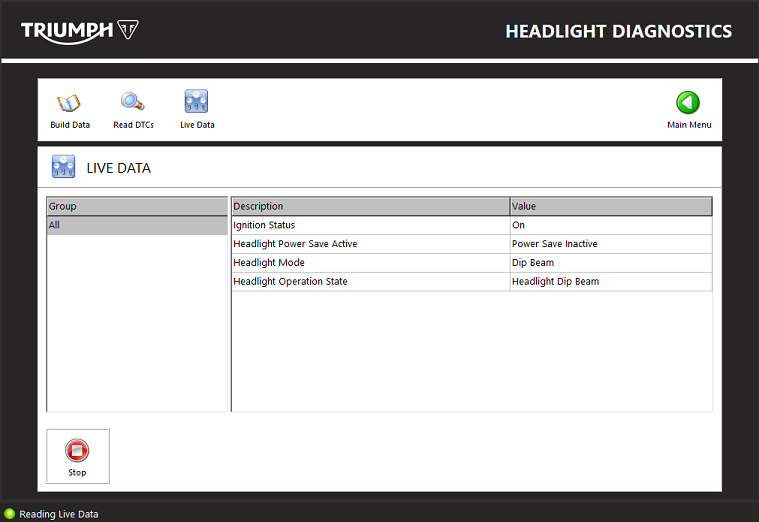 TRIUMPH
HEADLIGHT DIAGNOSTICS
Build Data Read DTCs Live Data Main Menu
LIVE DATA
Group Description Value
All Ignition Status On
Headlight Power Save Active Power Save Inactive
Headlight Mode Dip Beam
Headlight Operation State Headlight Dip Beam
Stop
Reading Live Data